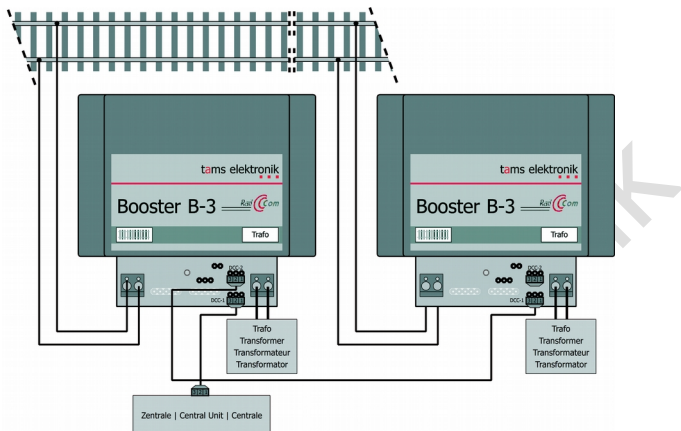 tams elektronik
Booster B-3 RailCom
Trafo
DCC-2
DCC-1
Trafo
Transformer
Transformateur
Transformator
Zentrale | Central Unit | Centrale
tams elektronik
Booster B-3 RailCom
Trafo
DCC-2
DCC-1
Trafo
Transformer
Transformateur
Transformator
IK